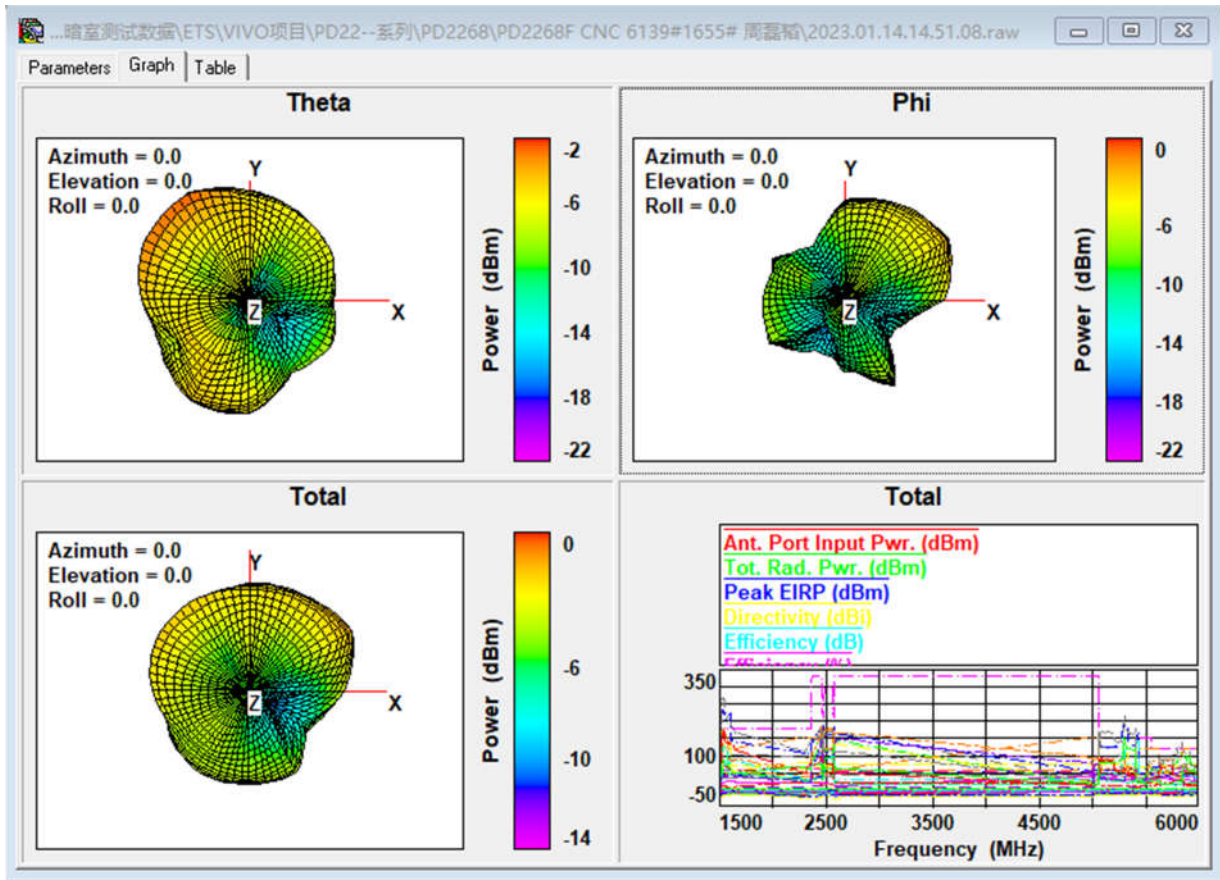 ...暗室测试数据\ETS\VIVO项目\PD22--系列\PD2268\PD2268F CNC 6139#1655# 周磊韬\2023.01.14.14.51.08.raw
Parameters Graph Table
Theta
Azimuth = 0.0
Elevation = 0.0
Roll = 0.0
Y
X
Z
Power (dBm)
-2
-6
-10
-14
-18
-22
Phi
Azimuth = 0.0
Elevation = 0.0
Roll = 0.0
Y
X
Z
Power (dBm)
0
-6
-10
-14
-18
-22
Total
Azimuth = 0.0
Elevation = 0.0
Roll = 0.0
Y
X
Z
Power (dBm)
0
-6
-10
-14
Total
Ant. Port Input Pwr. (dBm)
Tot. Rad. Pwr. (dBm)
Peak EIRP (dBm)
Directivity (dBi)
Efficiency (dB)
Efficiency (%)
350
100
-50
1500 2500 3500 4500 6000
Frequency (MHz)